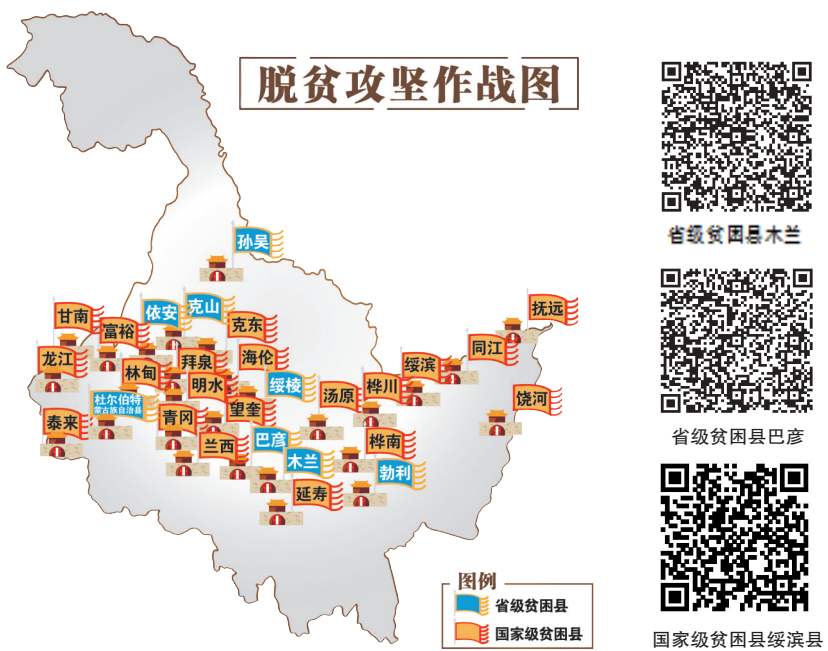 脱贫攻坚作战图
孙吴
甘南
富裕
依安
克山
克东
抚远
龙江
林甸
拜泉
海伦
绥滨
同江
杜尔伯特
蒙古族自治县
明水
绥棱
汤原
桦川
饶河
泰来
青冈
望奎
兰西
巴彦
桦南
木兰
勃利
延寿
图例
省级贫困县
国家级贫困县
省级贫困县木兰
省级贫困县巴彦
国家级贫困县绥滨县